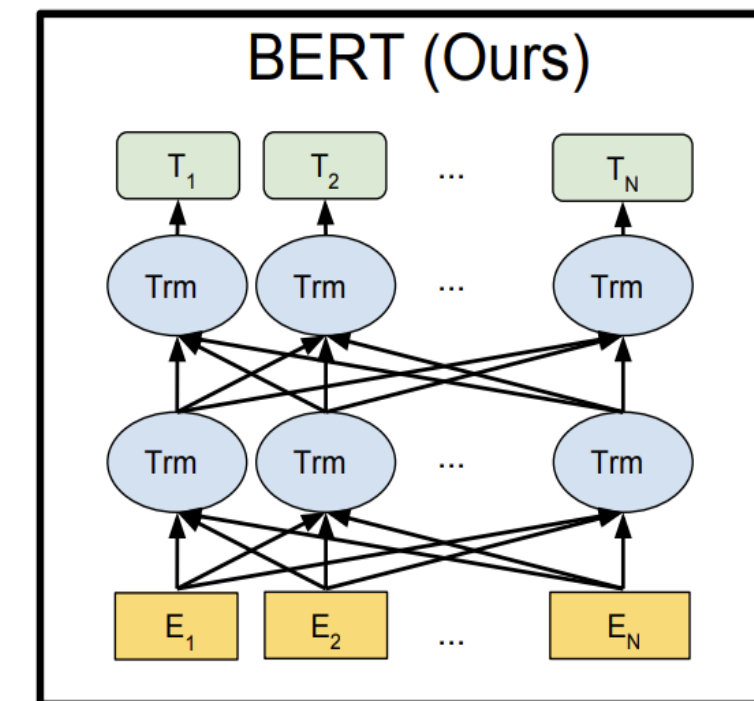 BERT (Ours)
T1 T2 ... TN
Trm Trm ... Trm
Trm Trm ... Trm
E1 E2 ... EN